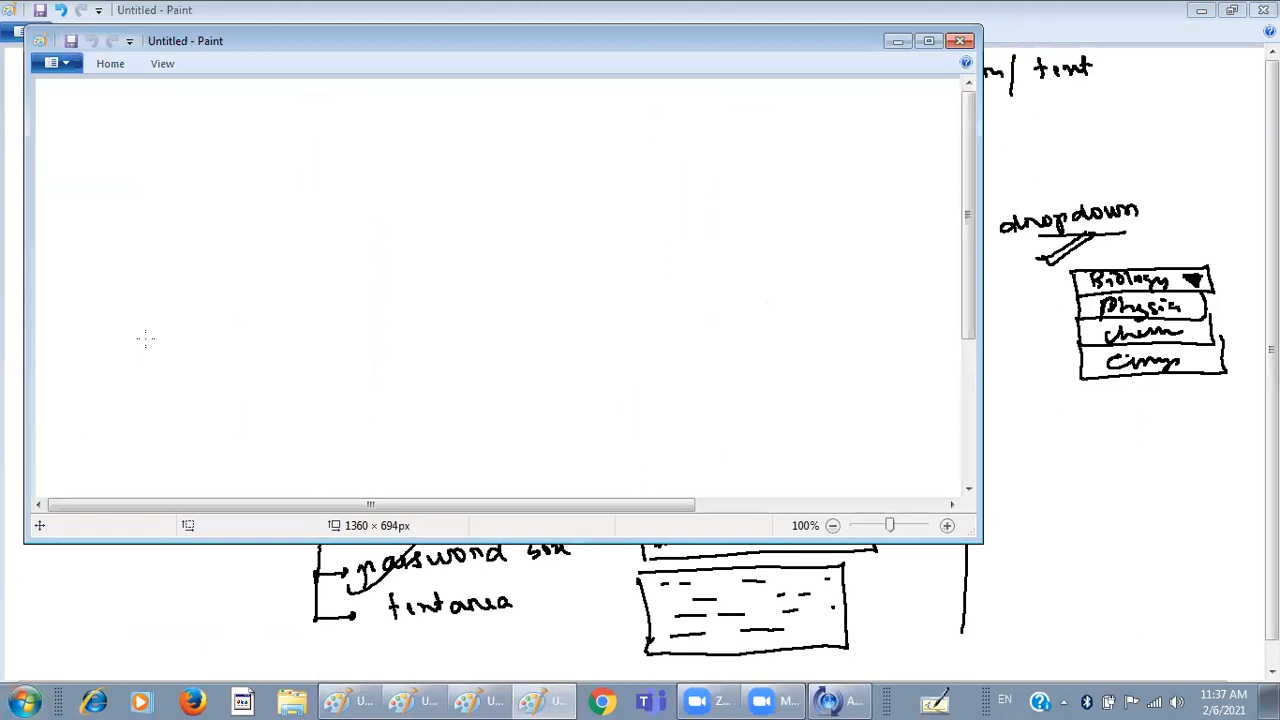 Untitled - Paint
Untitled - Paint
Home View
text
dropdown
Biology
Physics
chem
1360 × 694px
100%
password box
textarea
U... U... U... U... Z... M... A... EN 11:37 AM
2/6/2021